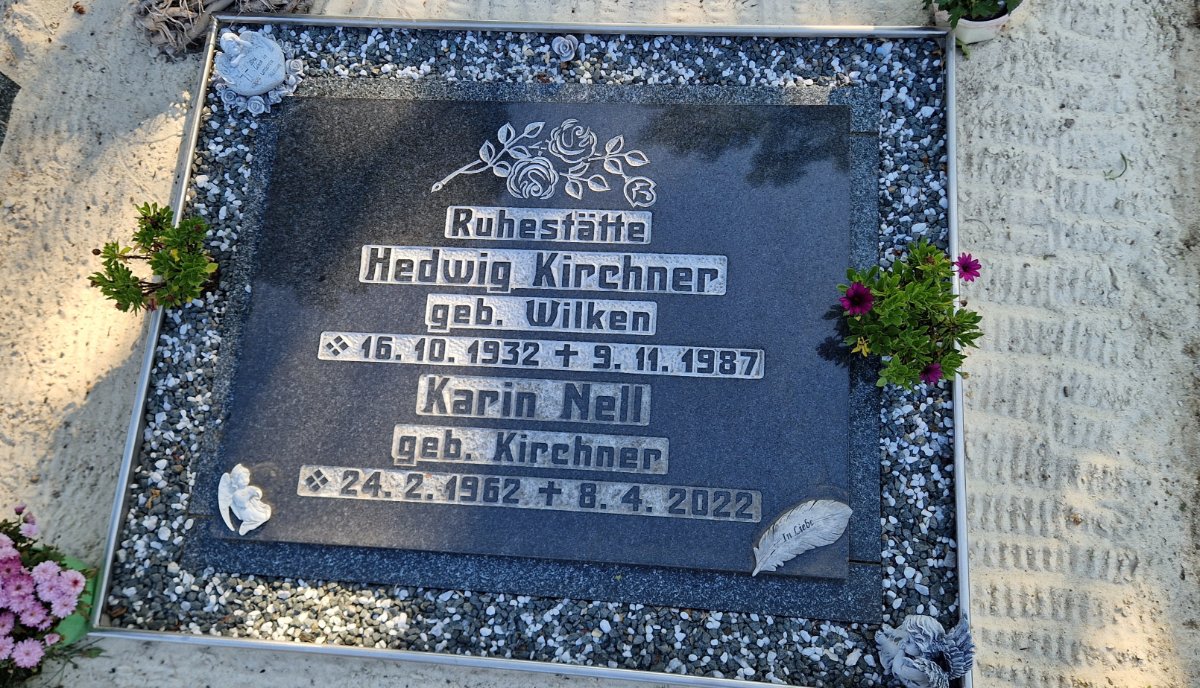 Ruhestätte
Hedwig Kirchner
geb. Wilken
❖ 16. 10. 1932 ✝ 9. 11. 1987
Karin Nell
geb. Kirchner
❖ 24. 2. 1962 ✝ 8. 4. 2022
In Liebe